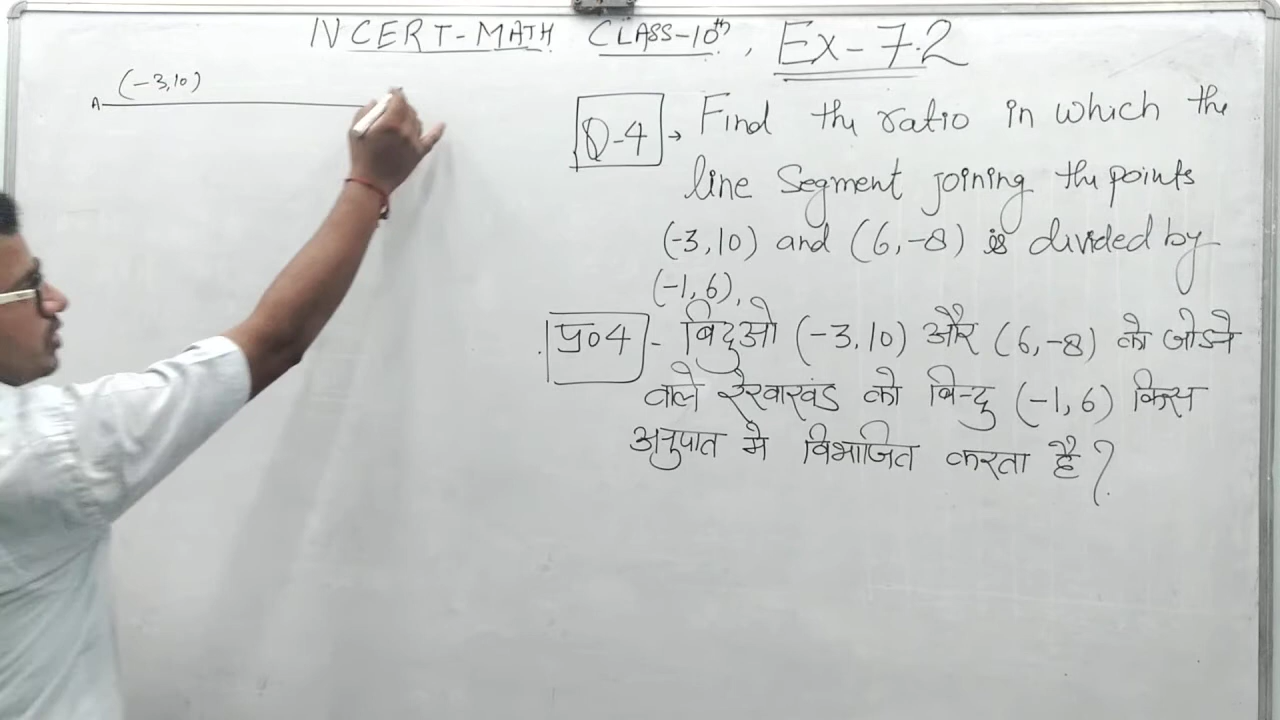 NCERT-MATH CLASS-10th, Ex-7.2
(-3,10)
A
Q-4 → Find the ratio in which the
line Segment joining the points
(-3,10) and (6,-8) is divided by
(-1,6).
प्र०4 - बिंदुओ (-3,10) और (6,-8) को जोडने
वाले रेखाखंड को बिन्दु (-1,6) किस
अनुपात मे विभाजित करता है?